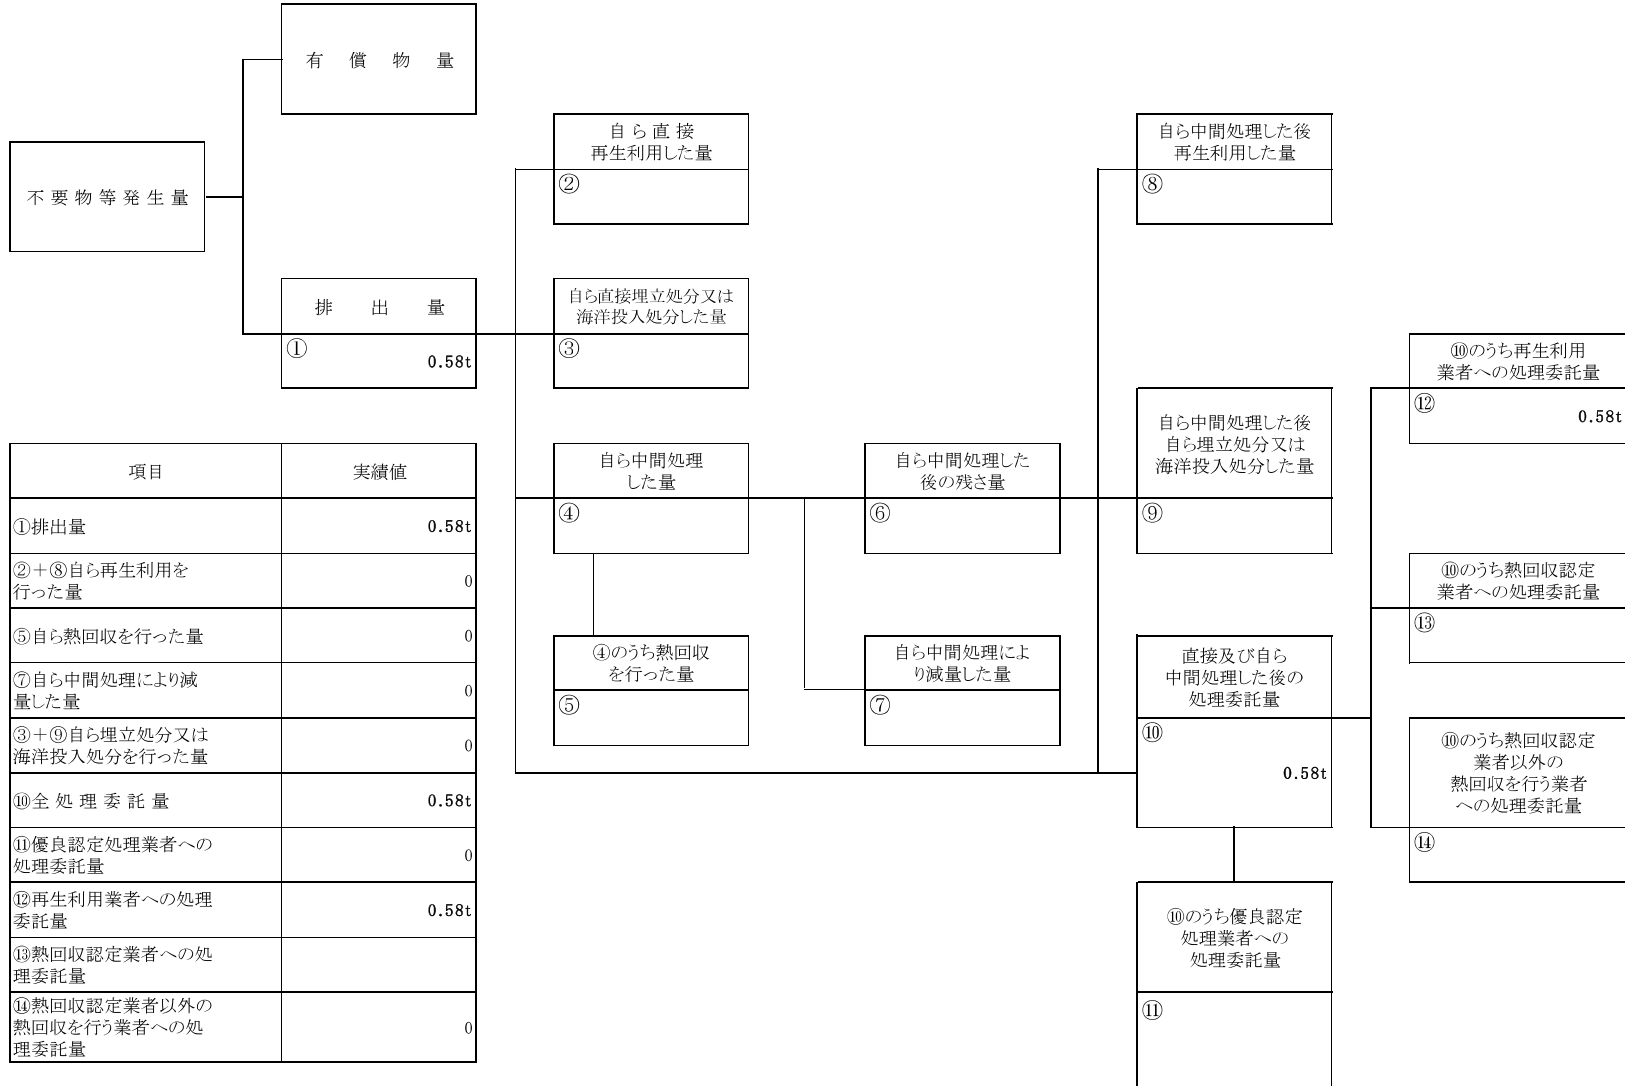 有償物量
自ら直接
再生利用した量
②
自ら中間処理した後
再生利用した量
⑧
不要物等発生量
排出量
①
0.58t
自ら直接埋立処分又は
海洋投入処分した量
③
⑩のうち再生利用
業者への処理委託量
⑫
0.58t
自ら中間処理した後
自ら埋立処分又は
海洋投入処分した量
⑨
自ら中間処理
した量
④
自ら中間処理した
後の残さ量
⑥
⑩のうち熱回収認定
業者への処理委託量
⑬
④のうち熱回収
を行った量
⑤
自ら中間処理によ
り減量した量
⑦
直接及び自ら
中間処理した後の
処理委託量
⑩
0.58t
⑩のうち熱回収認定
業者以外の
熱回収を行う業者
への処理委託量
⑭
⑩のうち優良認定
処理業者への
処理委託量
⑪
項目 実績値
①排出量 0.58t
②＋⑧自ら再生利用を
行った量 0
⑤自ら熱回収を行った量 0
⑦自ら中間処理により減
量した量 0
③＋⑨自ら埋立処分又は
海洋投入処分を行った量 0
⑩全処理委託量 0.58t
⑪優良認定処理業者への
処理委託量 0
⑫再生利用業者への処理
委託量 0.58t
⑬熱回収認定業者への処
理委託量
⑭熱回収認定業者以外の
熱回収を行う業者への処 0
理委託量